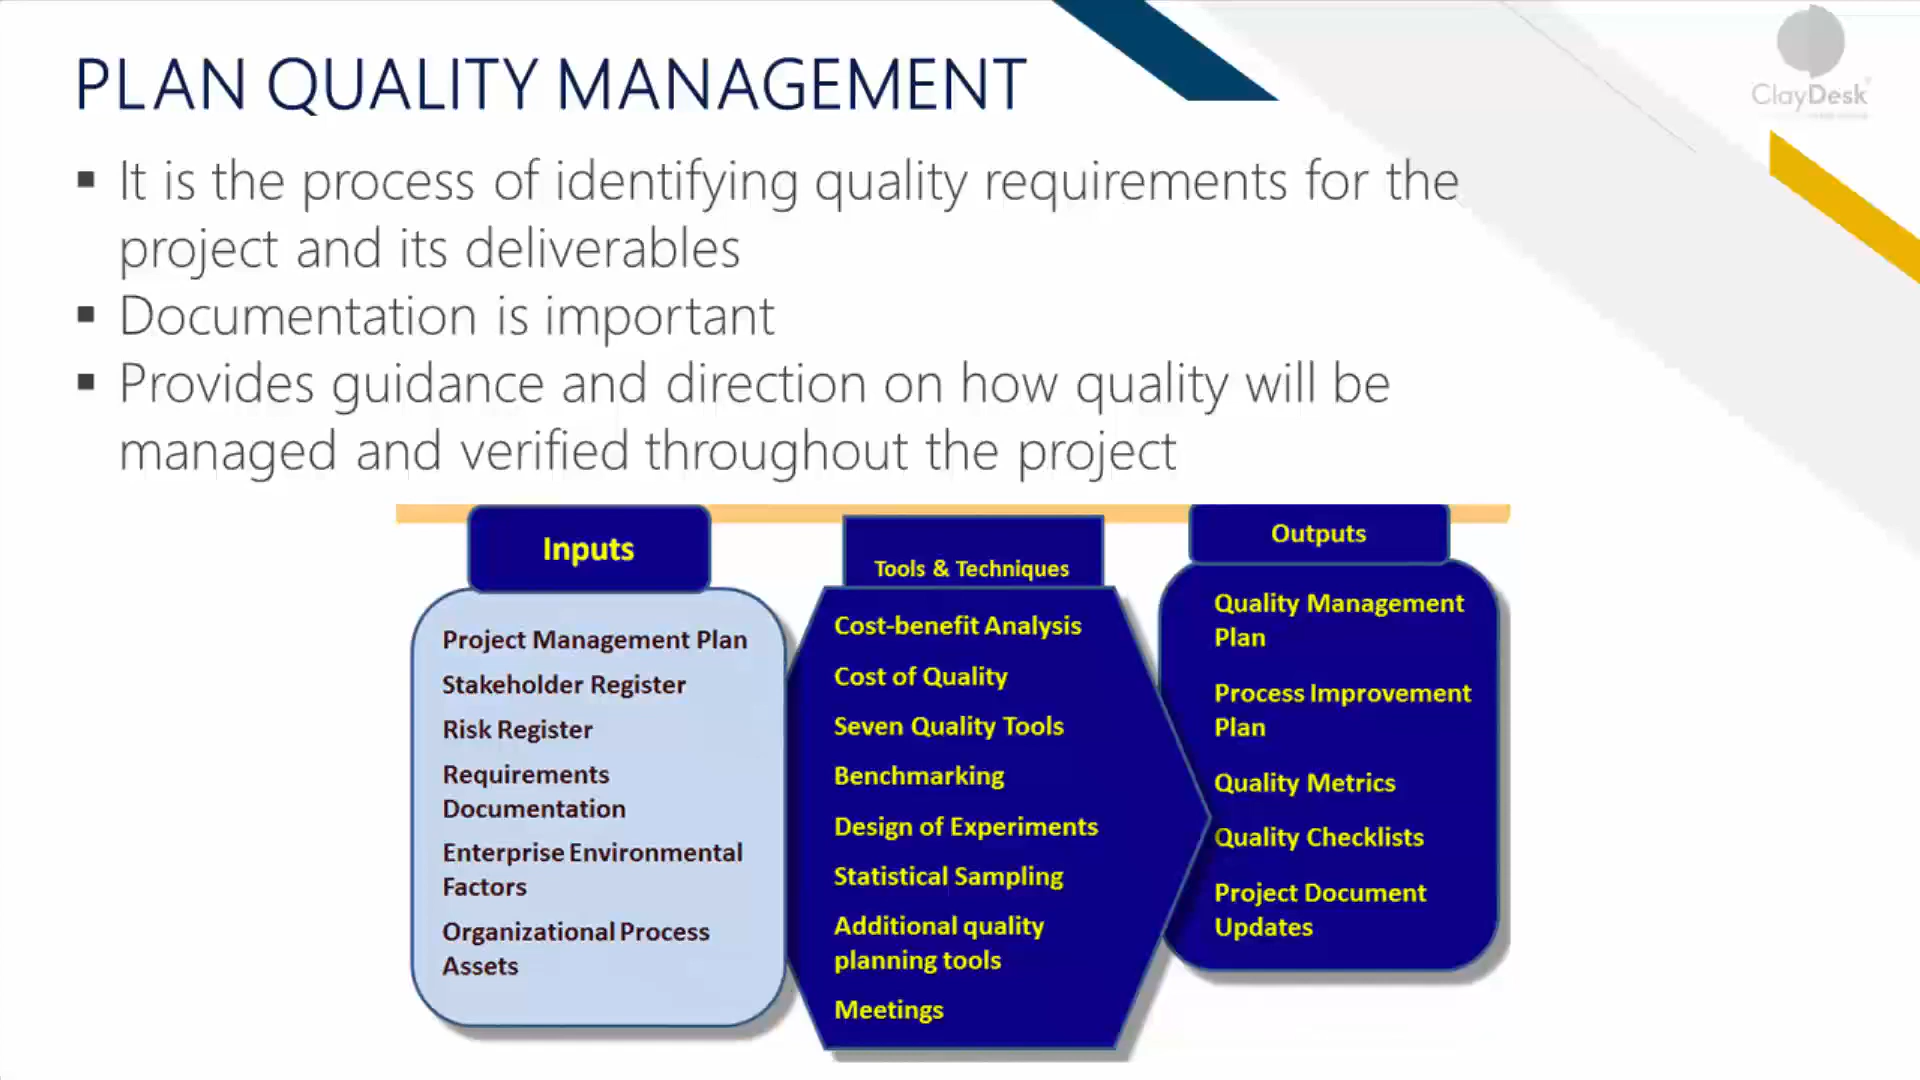 PLAN QUALITY MANAGEMENT
ClayDesk
▪ It is the process of identifying quality requirements for the
project and its deliverables
▪ Documentation is important
▪ Provides guidance and direction on how quality will be
managed and verified throughout the project
Inputs
Project Management Plan
Stakeholder Register
Risk Register
Requirements
Documentation
Enterprise Environmental
Factors
Organizational Process
Assets
Tools & Techniques
Cost-benefit Analysis
Cost of Quality
Seven Quality Tools
Benchmarking
Design of Experiments
Statistical Sampling
Additional quality
planning tools
Meetings
Outputs
Quality Management
Plan
Process Improvement
Plan
Quality Metrics
Quality Checklists
Project Document
Updates